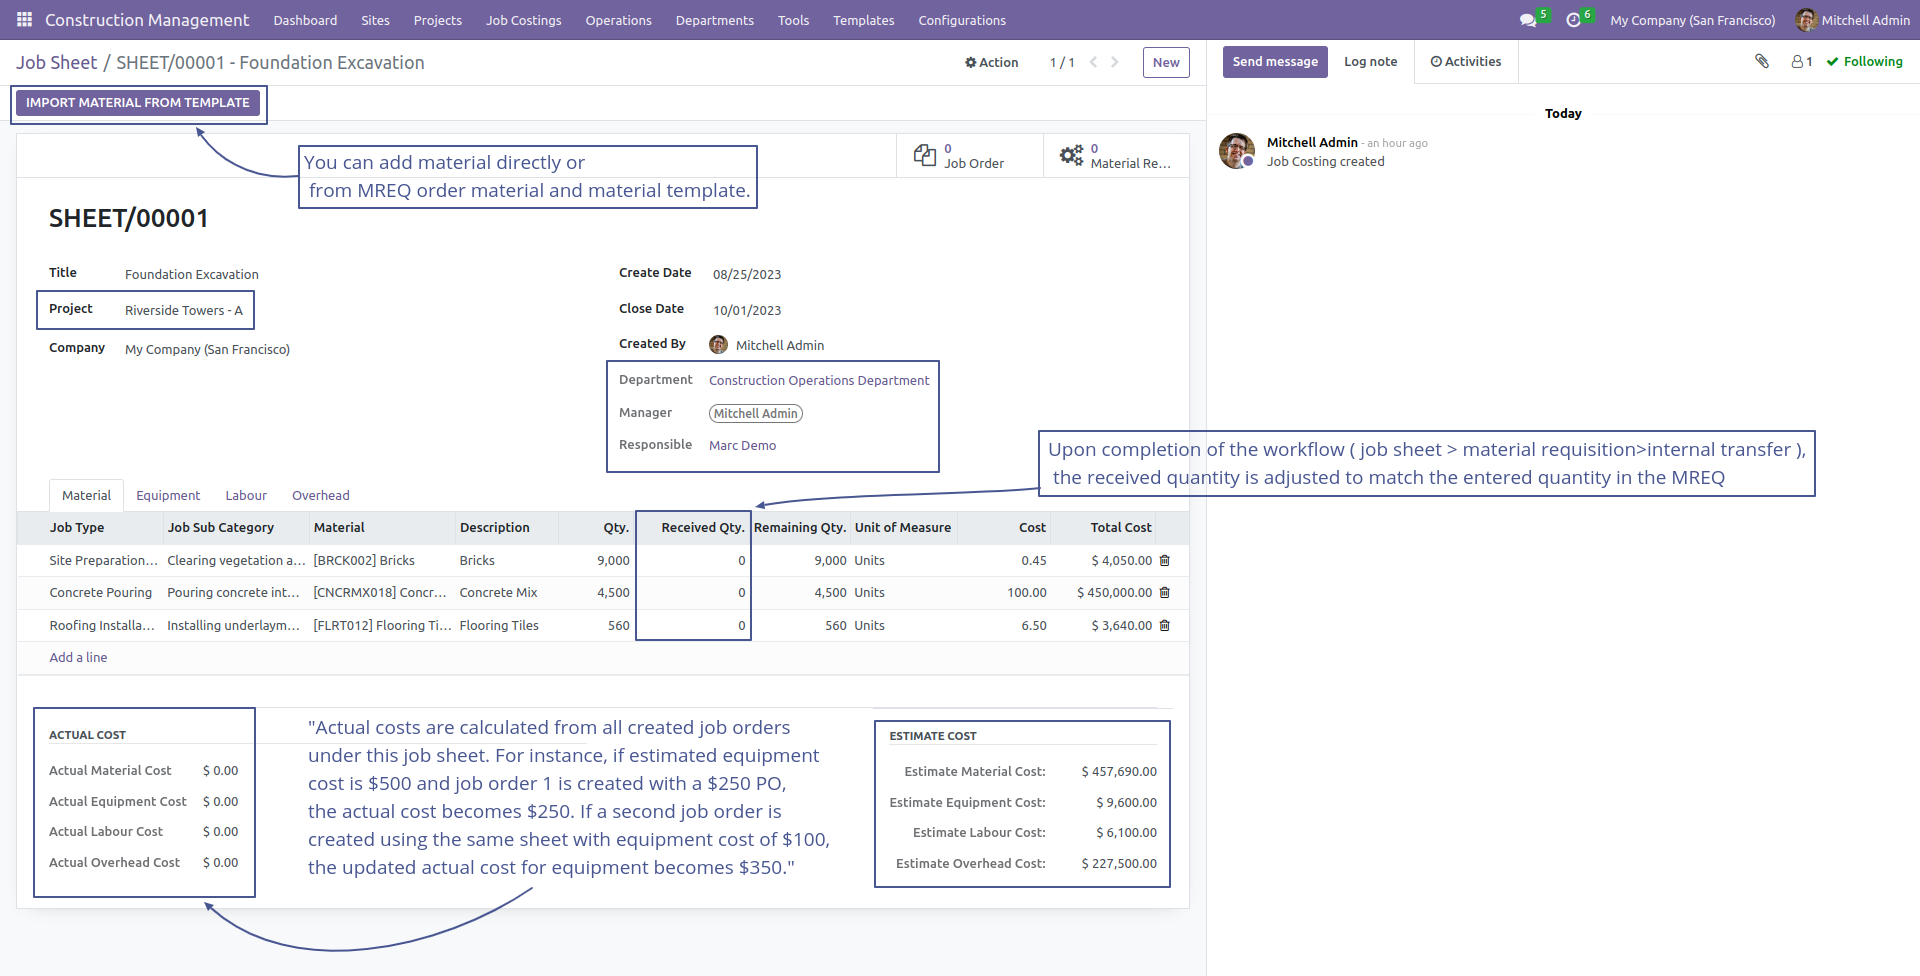 Construction Management Dashboard Sites Projects Job Costings Operations Departments Tools Templates Configurations 5 6 My Company (San Francisco) Mitchell Admin
Job Sheet / SHEET/00001 - Foundation Excavation Action 1 / 1 New
Send message Log note Activities 1 Following
IMPORT MATERIAL FROM TEMPLATE
Today
Mitchell Admin - an hour ago
Job Costing created
You can add material directly or
from MREQ order material and material template.
0
Job Order
0
Material Re...
SHEET/00001
Title Foundation Excavation
Project Riverside Towers - A
Company My Company (San Francisco)
Create Date 08/25/2023
Close Date 10/01/2023
Created By Mitchell Admin
Department Construction Operations Department
Manager Mitchell Admin
Responsible Marc Demo
Upon completion of the workflow ( job sheet > material requisition>internal transfer ),
the received quantity is adjusted to match the entered quantity in the MREQ
Material Equipment Labour Overhead
Job Type Job Sub Category Material Description Qty. Received Qty. Remaining Qty. Unit of Measure Cost Total Cost
Site Preparation... Clearing vegetation a... [BRCK002] Bricks Bricks 9,000 0 9,000 Units 0.45 $ 4,050.00
Concrete Pouring Pouring concrete int... [CNCRMX018] Concr... Concrete Mix 4,500 0 4,500 Units 100.00 $ 450,000.00
Roofing Installa... Installing underlaym... [FLRT012] Flooring Ti... Flooring Tiles 560 0 560 Units 6.50 $ 3,640.00
Add a line
ACTUAL COST
Actual Material Cost $ 0.00
Actual Equipment Cost $ 0.00
Actual Labour Cost $ 0.00
Actual Overhead Cost $ 0.00
"Actual costs are calculated from all created job orders
under this job sheet. For instance, if estimated equipment
cost is $500 and job order 1 is created with a $250 PO,
the actual cost becomes $250. If a second job order is
created using the same sheet with equipment cost of $100,
the updated actual cost for equipment becomes $350."
ESTIMATE COST
Estimate Material Cost: $ 457,690.00
Estimate Equipment Cost: $ 9,600.00
Estimate Labour Cost: $ 6,100.00
Estimate Overhead Cost: $ 227,500.00